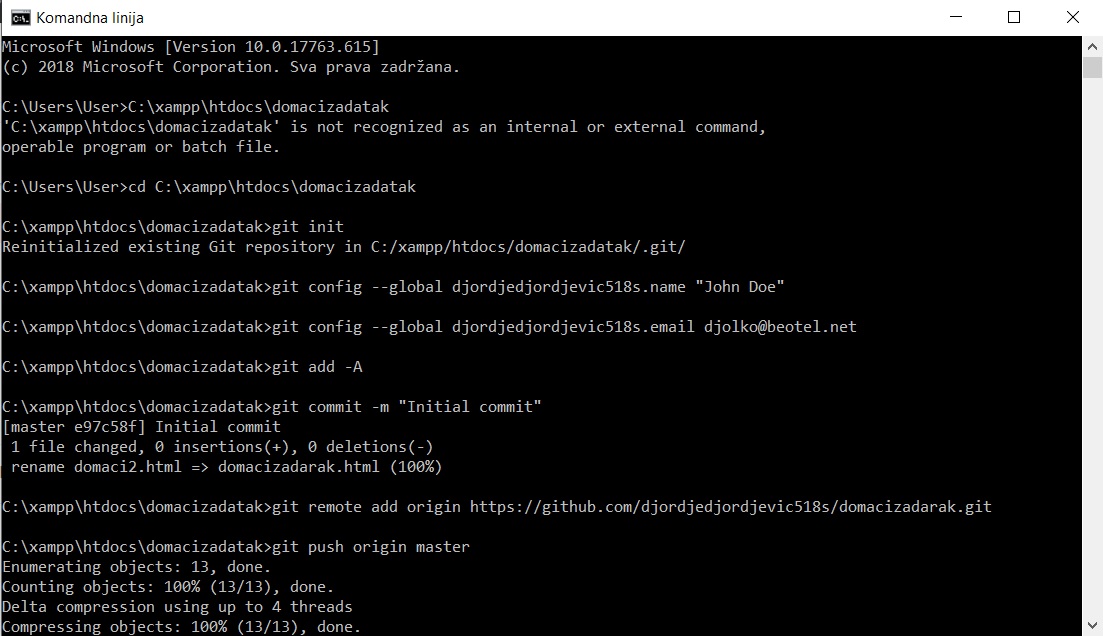 Komandna linija
Microsoft Windows [Version 10.0.17763.615]
(c) 2018 Microsoft Corporation. Sva prava zadržana.
C:\Users\User>C:\xampp\htdocs\domacizadatak
'C:\xampp\htdocs\domacizadatak' is not recognized as an internal or external command,
operable program or batch file.
C:\Users\User>cd C:\xampp\htdocs\domacizadatak
C:\xampp\htdocs\domacizadatak>git init
Reinitialized existing Git repository in C:/xampp/htdocs/domacizadatak/.git/
C:\xampp\htdocs\domacizadatak>git config --global djordjedjordjevic518s.name "John Doe"
C:\xampp\htdocs\domacizadatak>git config --global djordjedjordjevic518s.email djolko@beotel.net
C:\xampp\htdocs\domacizadatak>git add -A
C:\xampp\htdocs\domacizadatak>git commit -m "Initial commit"
[master e97c58f] Initial commit
 1 file changed, 0 insertions(+), 0 deletions(-)
 rename domaci2.html => domacizadarak.html (100%)
C:\xampp\htdocs\domacizadatak>git remote add origin https://github.com/djordjedjordjevic518s/domacizadarak.git
C:\xampp\htdocs\domacizadatak>git push origin master
Enumerating objects: 13, done.
Counting objects: 100% (13/13), done.
Delta compression using up to 4 threads
Compressing objects: 100% (13/13), done.